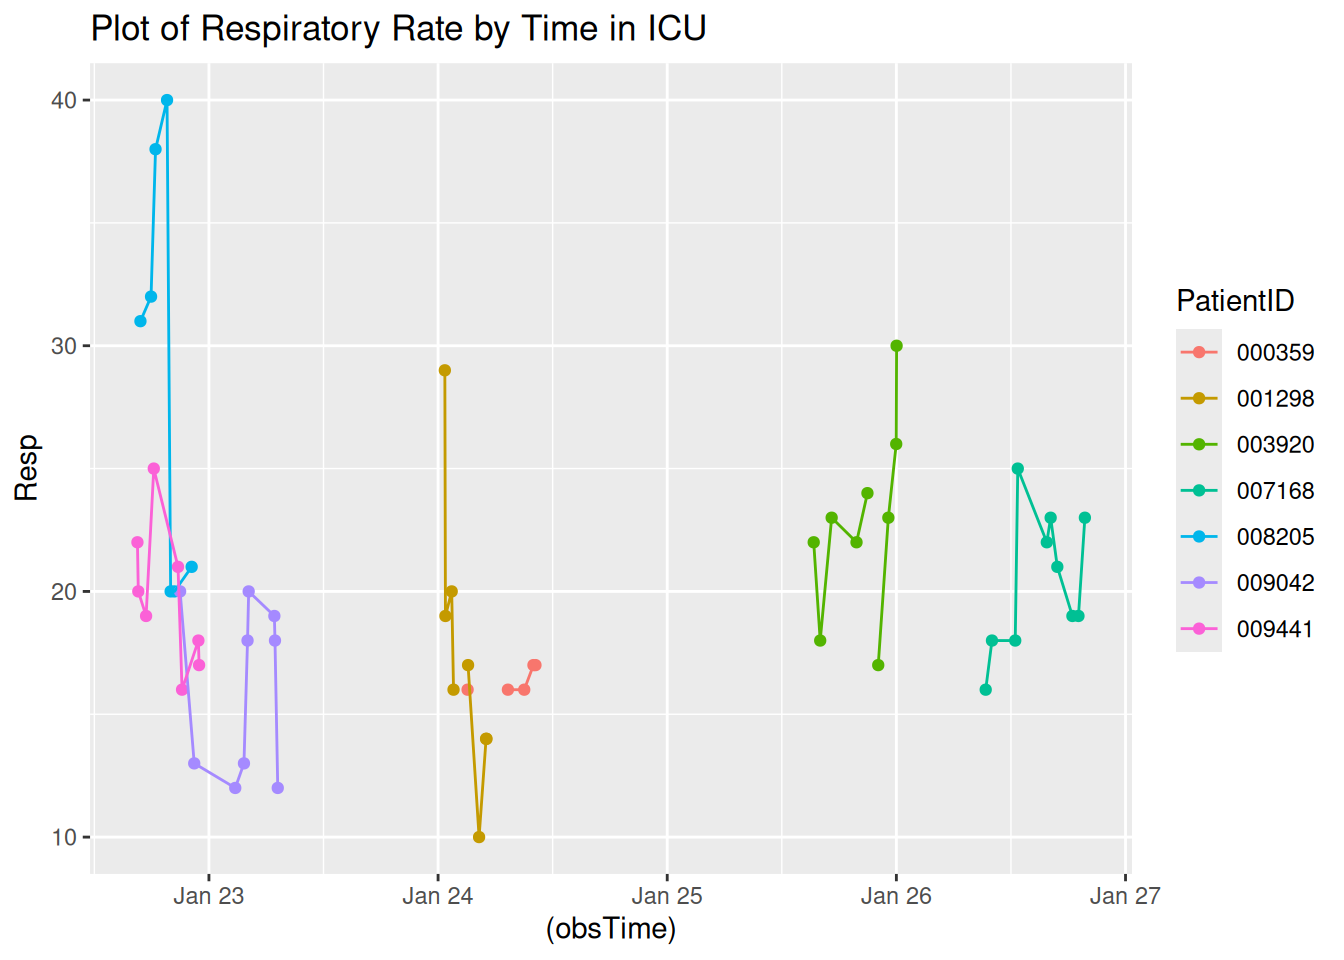 Plot of Respiratory Rate by Time in ICU
40
30
20
10
Resp
Jan 23 Jan 24 Jan 25 Jan 26 Jan 27
(obsTime)
PatientID
000359
001298
003920
007168
008205
009042
009441